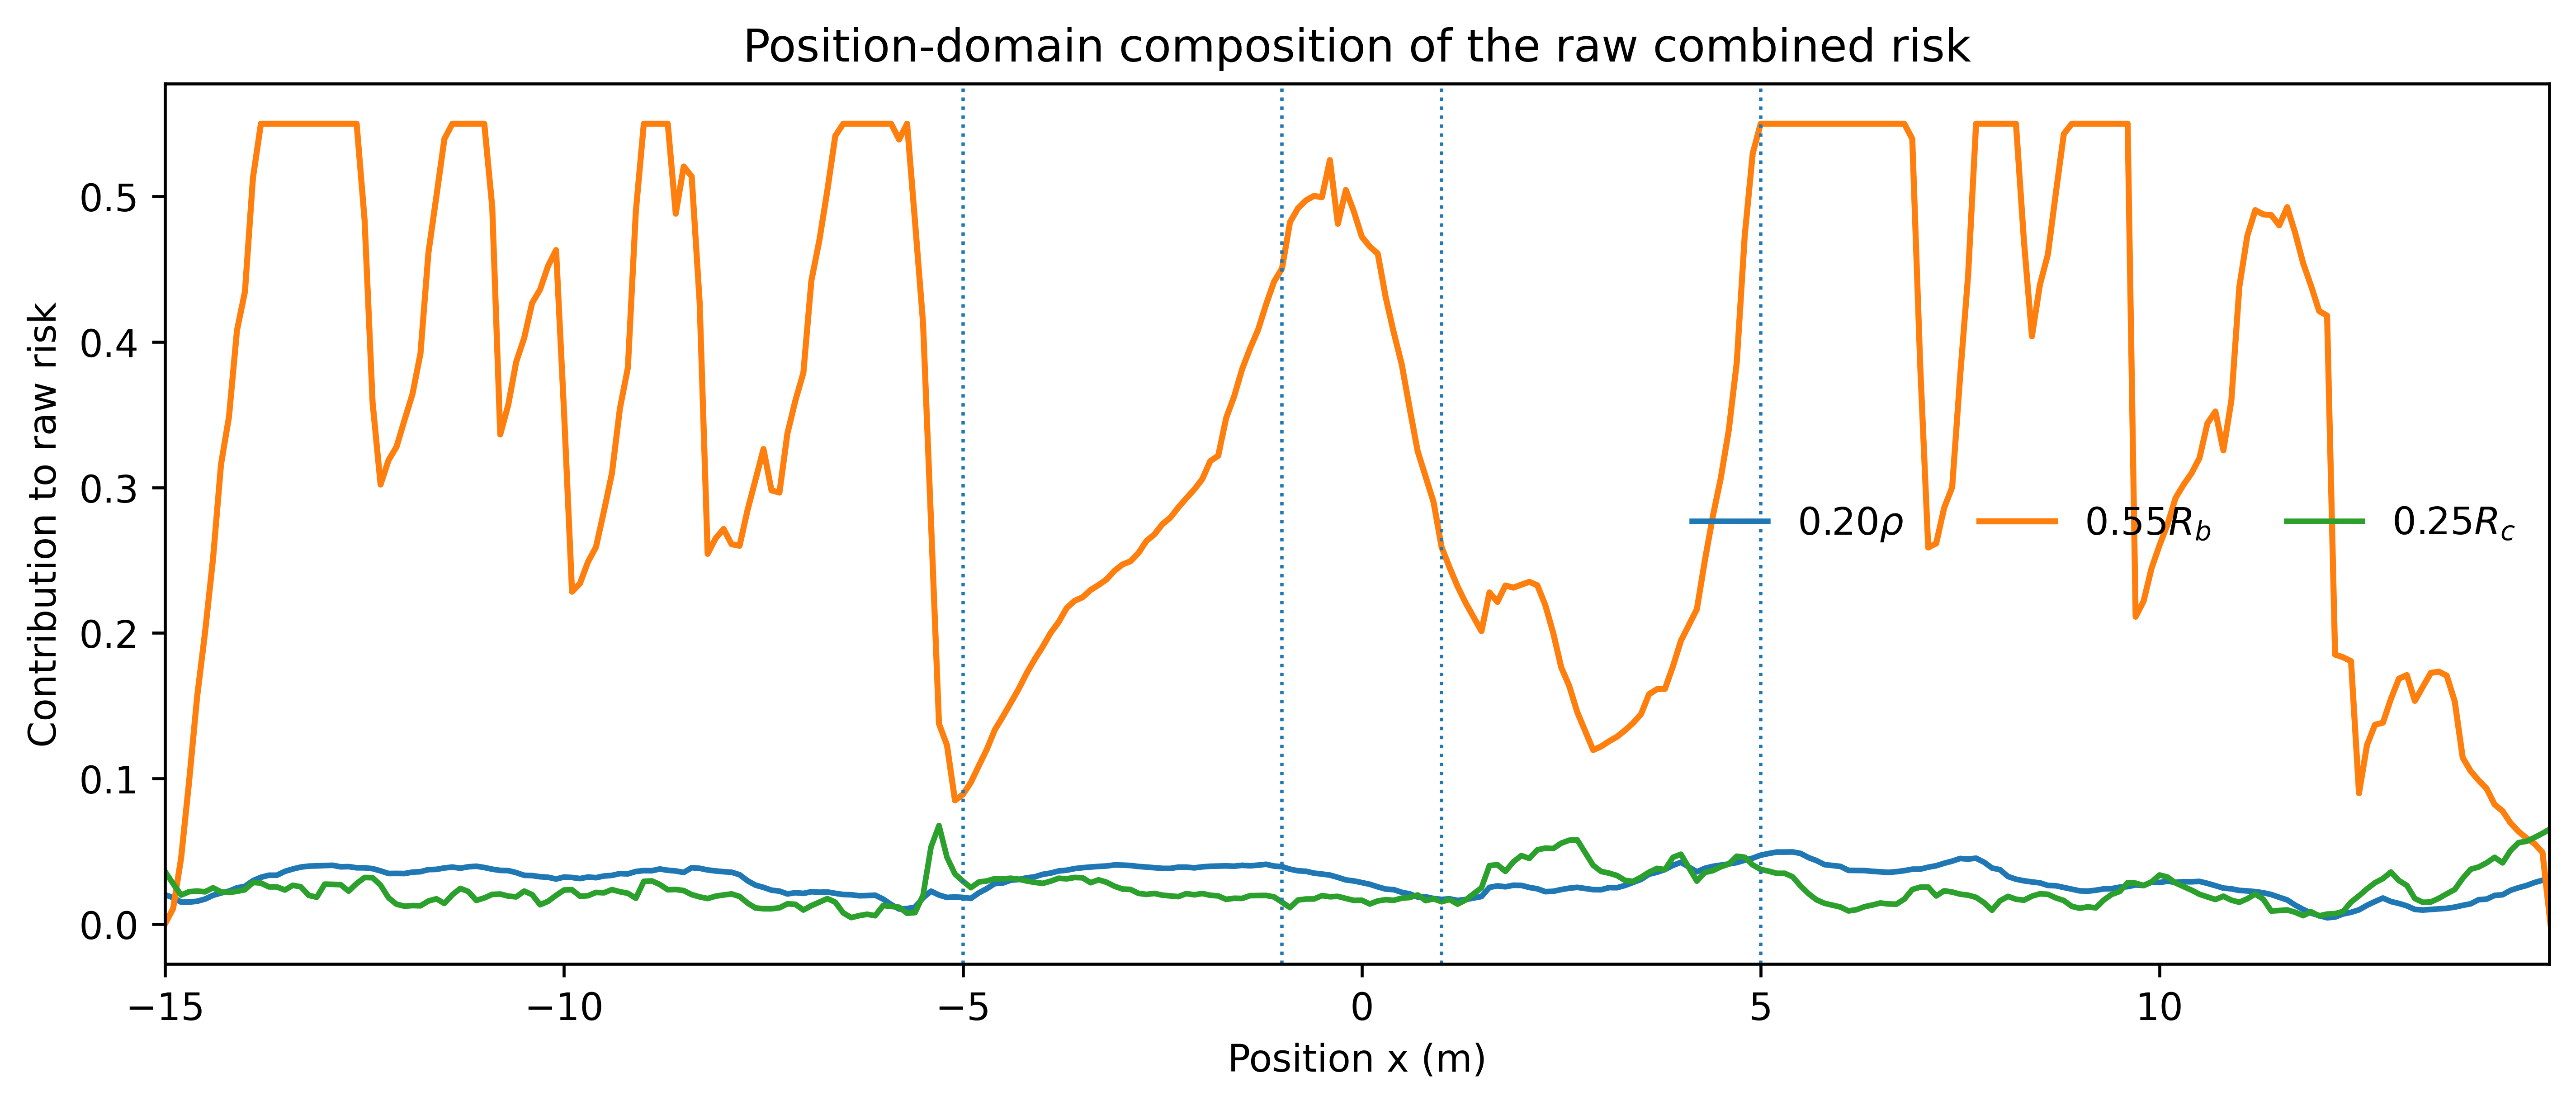 Position-domain composition of the raw combined risk
Contribution to raw risk
0.5
0.4
0.3
0.2
0.1
0.0
0.20ρ 0.55R_b 0.25R_c
−15 −10 −5 0 5 10
Position x (m)